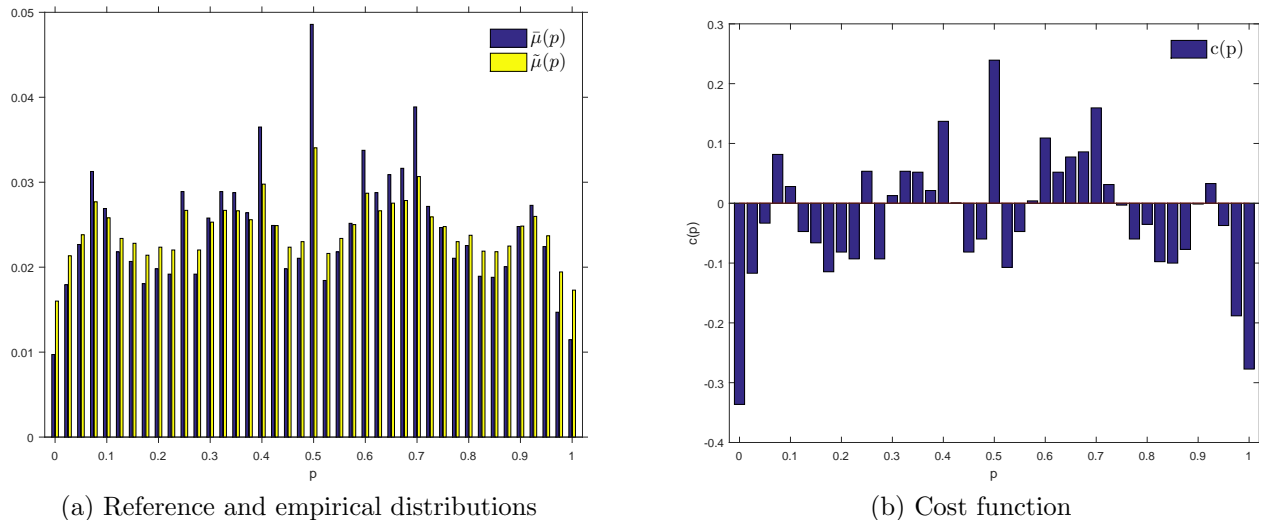 0.05
0.04
0.03
0.02
0.01
0
μ̄(p)
μ̃(p)
0 0.1 0.2 0.3 0.4 0.5 0.6 0.7 0.8 0.9 1
p
(a) Reference and empirical distributions
0.3
0.2
0.1
0
-0.1
-0.2
-0.3
-0.4
c(p)
c(p)
0 0.1 0.2 0.3 0.4 0.5 0.6 0.7 0.8 0.9 1
p
(b) Cost function